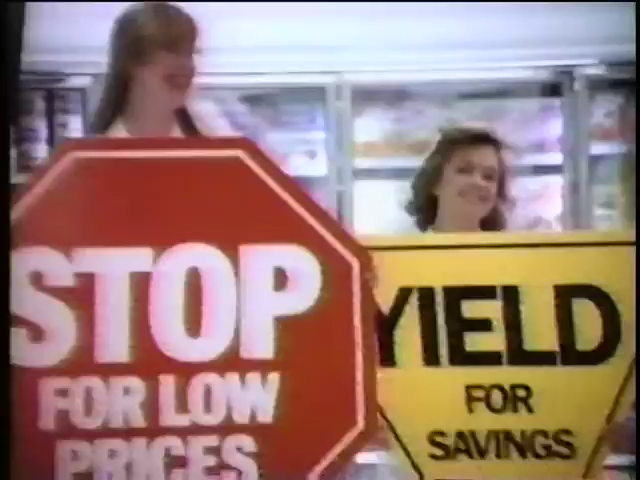 STOP
FOR LOW
PRICES
YIELD
FOR
SAVINGS